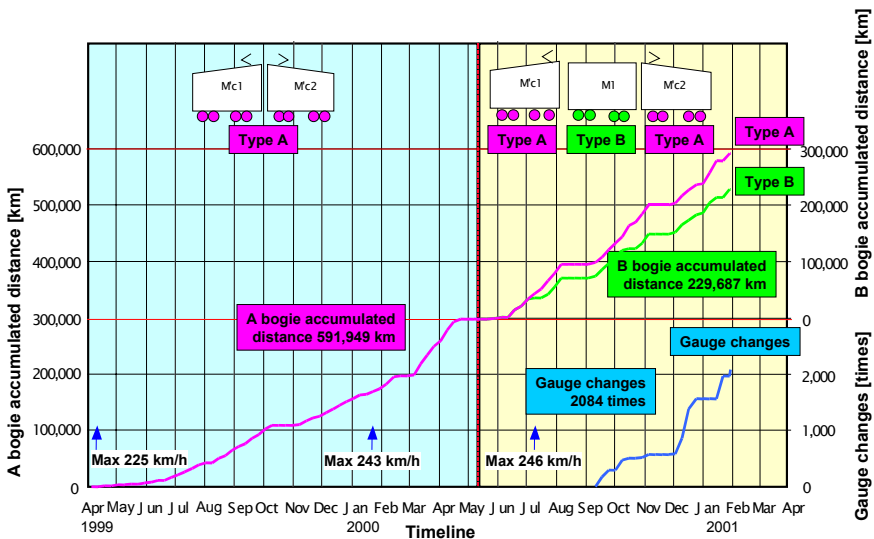 M'c1
M'c2
Type A
M'c1
M1
M'c2
Type A
Type B
Type A
Type A
Type B
A bogie accumulated distance [km]
600,000
500,000
400,000
300,000
200,000
100,000
0
B bogie accumulated distance [km]
300,000
200,000
100,000
0
Gauge changes [times]
2,000
1,000
0
A bogie accumulated
distance 591,949 km
B bogie accumulated
distance 229,687 km
Gauge changes
Gauge changes
2084 times
Max 225 km/h
Max 243 km/h
Max 246 km/h
Apr May Jun Jul Aug Sep Oct Nov Dec Jan Feb Mar Apr May Jun Jul Aug Sep Oct Nov Dec Jan Feb Mar Apr
1999 2000 2001
Timeline